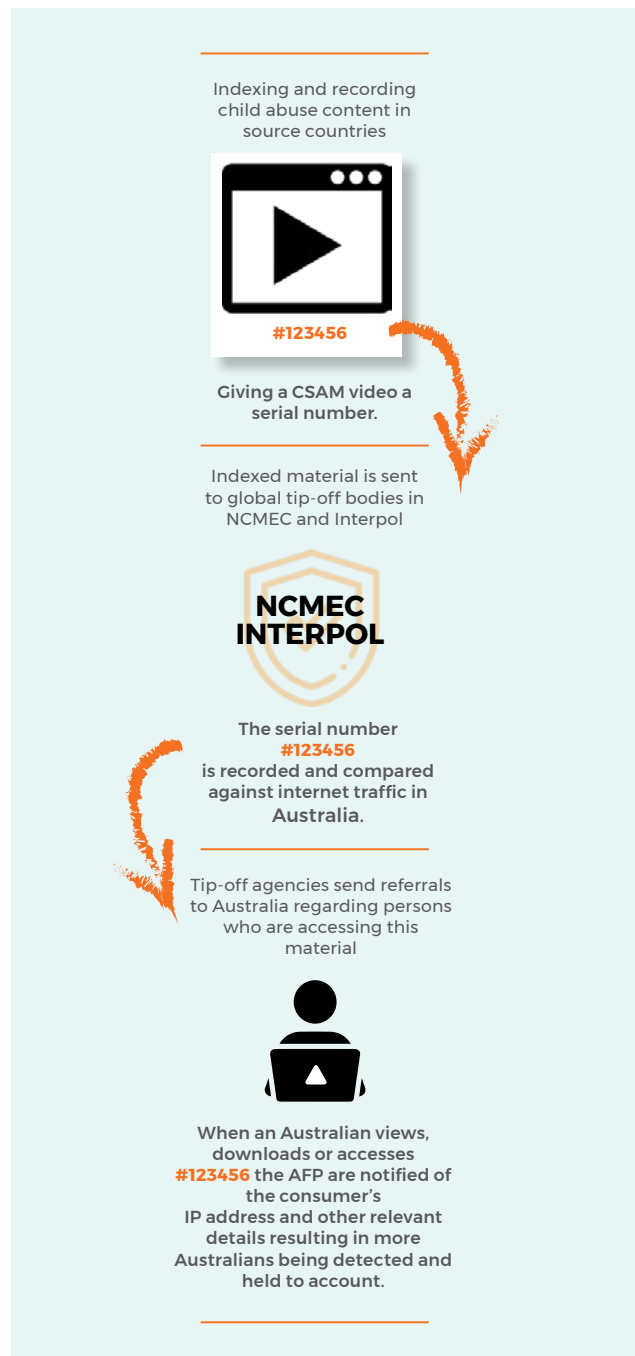 Indexing and recording
child abuse content in
source countries
#123456
Giving a CSAM video a
serial number.
Indexed material is sent
to global tip-off bodies in
NCMEC and Interpol
NCMEC
INTERPOL
The serial number
#123456
is recorded and compared
against internet traffic in
Australia.
Tip-off agencies send referrals
to Australia regarding persons
who are accessing this
material
When an Australian views,
downloads or accesses
#123456 the AFP are notified of
the consumer’s
IP address and other relevant
details resulting in more
Australians being detected and
held to account.